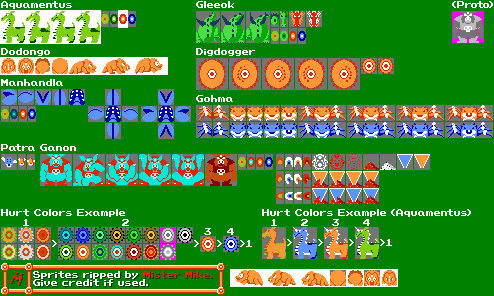 Aquamentus
Gleeok
(Proto)
Dodongo
Digdogger
Manhandla
Gohma
Patra Ganon
Hurt Colors Example
1 2 3 4
>1
Hurt Colors Example (Aquamentus)
1 2 3 4
>1
M
Sprites ripped by Mister Mike.
Give credit if used.